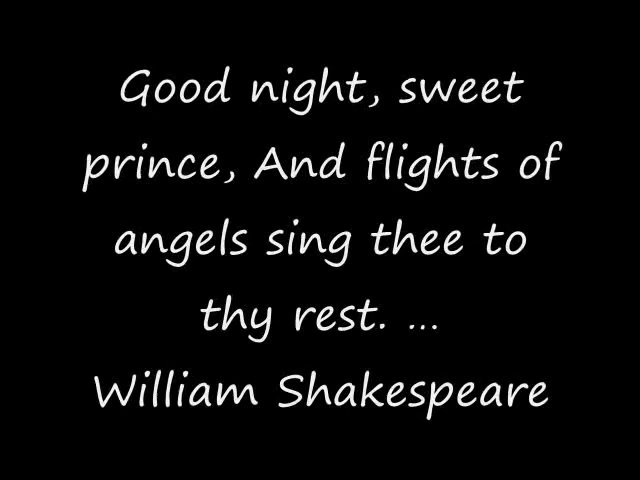 Good night, sweet
prince, And flights of
angels sing thee to
thy rest. ...
William Shakespeare